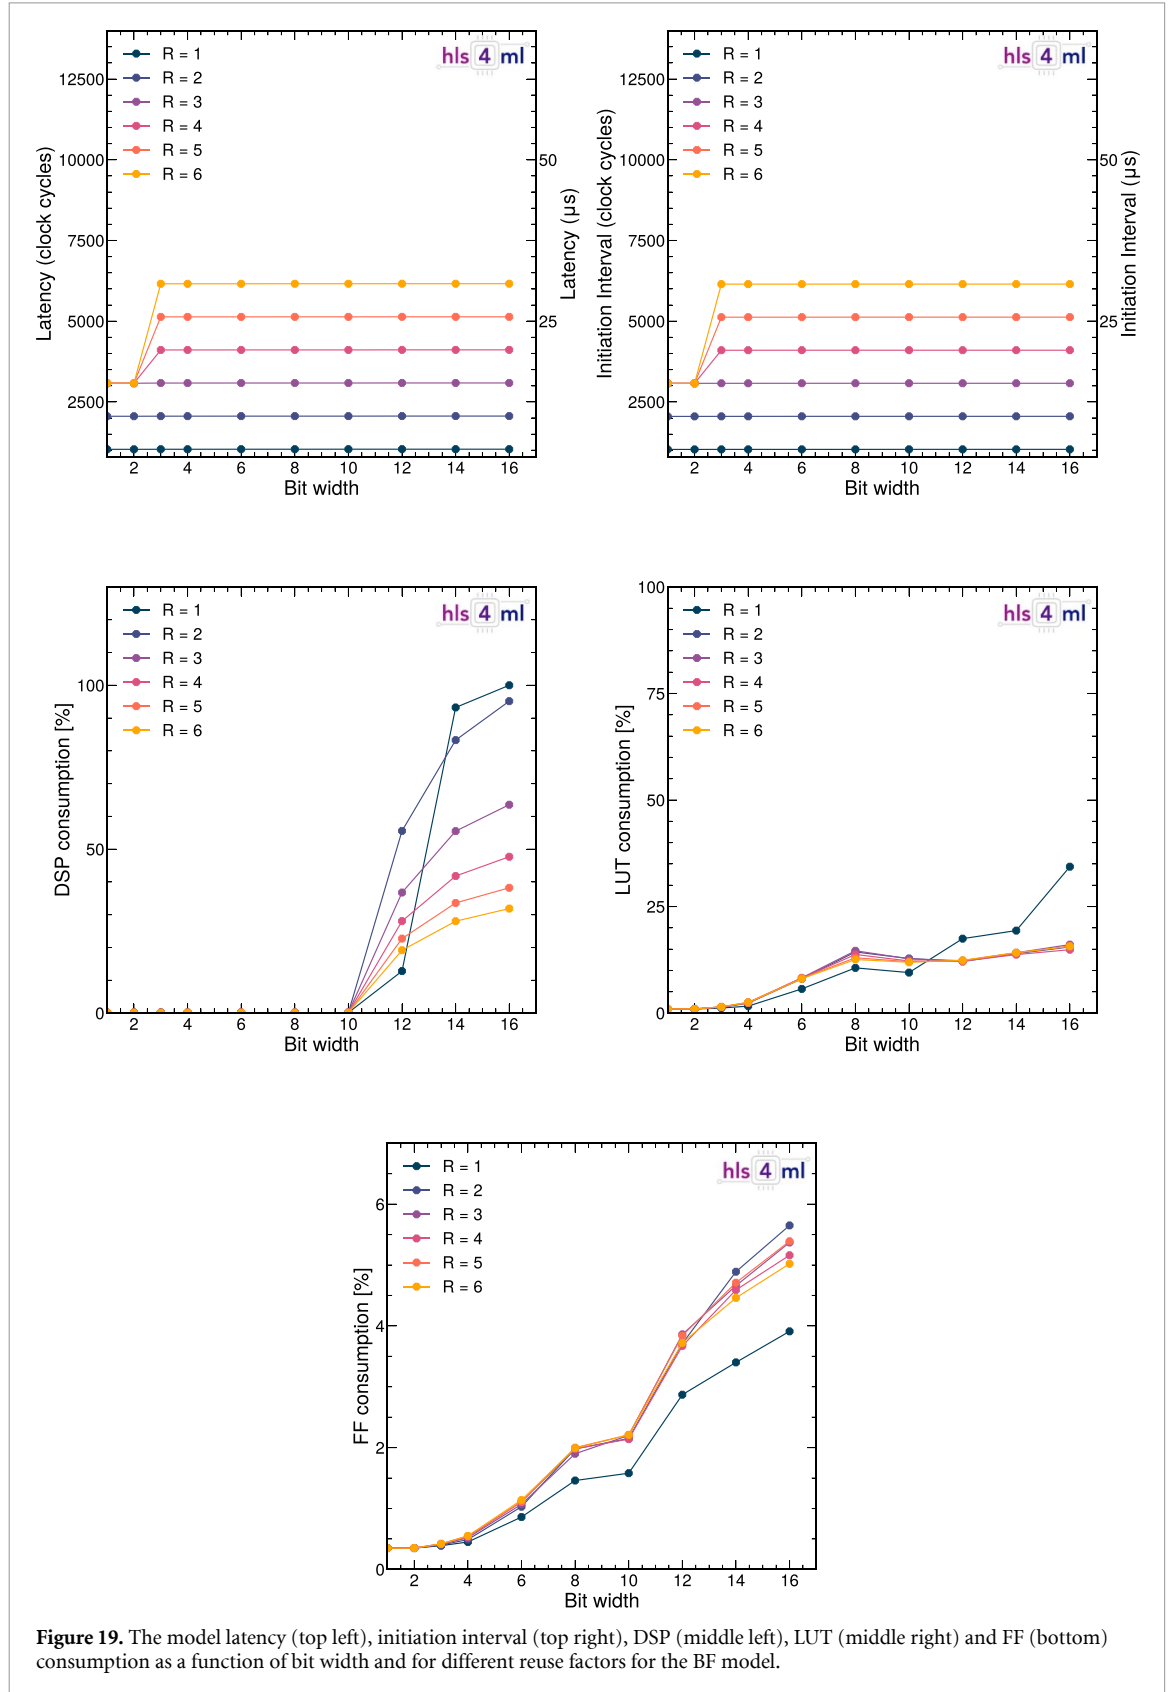 R = 1
R = 2
R = 3
R = 4
R = 5
R = 6
hls 4 ml
12500
10000
7500
5000
2500
50
25
2 4 6 8 10 12 14 16
Bit width
Latency (clock cycles)
Latency (μs)
R = 1
R = 2
R = 3
R = 4
R = 5
R = 6
hls 4 ml
12500
10000
7500
5000
2500
50
25
2 4 6 8 10 12 14 16
Bit width
Initiation Interval (clock cycles)
Initiation Interval (μs)
R = 1
R = 2
R = 3
R = 4
R = 5
R = 6
hls 4 ml
100
50
0
2 4 6 8 10 12 14 16
Bit width
DSP consumption [%]
R = 1
R = 2
R = 3
R = 4
R = 5
R = 6
hls 4 ml
100
75
50
25
0
2 4 6 8 10 12 14 16
Bit width
LUT consumption [%]
R = 1
R = 2
R = 3
R = 4
R = 5
R = 6
hls 4 ml
6
4
2
0
2 4 6 8 10 12 14 16
Bit width
FF consumption [%]
Figure 19. The model latency (top left), initiation interval (top right), DSP (middle left), LUT (middle right) and FF (bottom)
consumption as a function of bit width and for different reuse factors for the BF model.